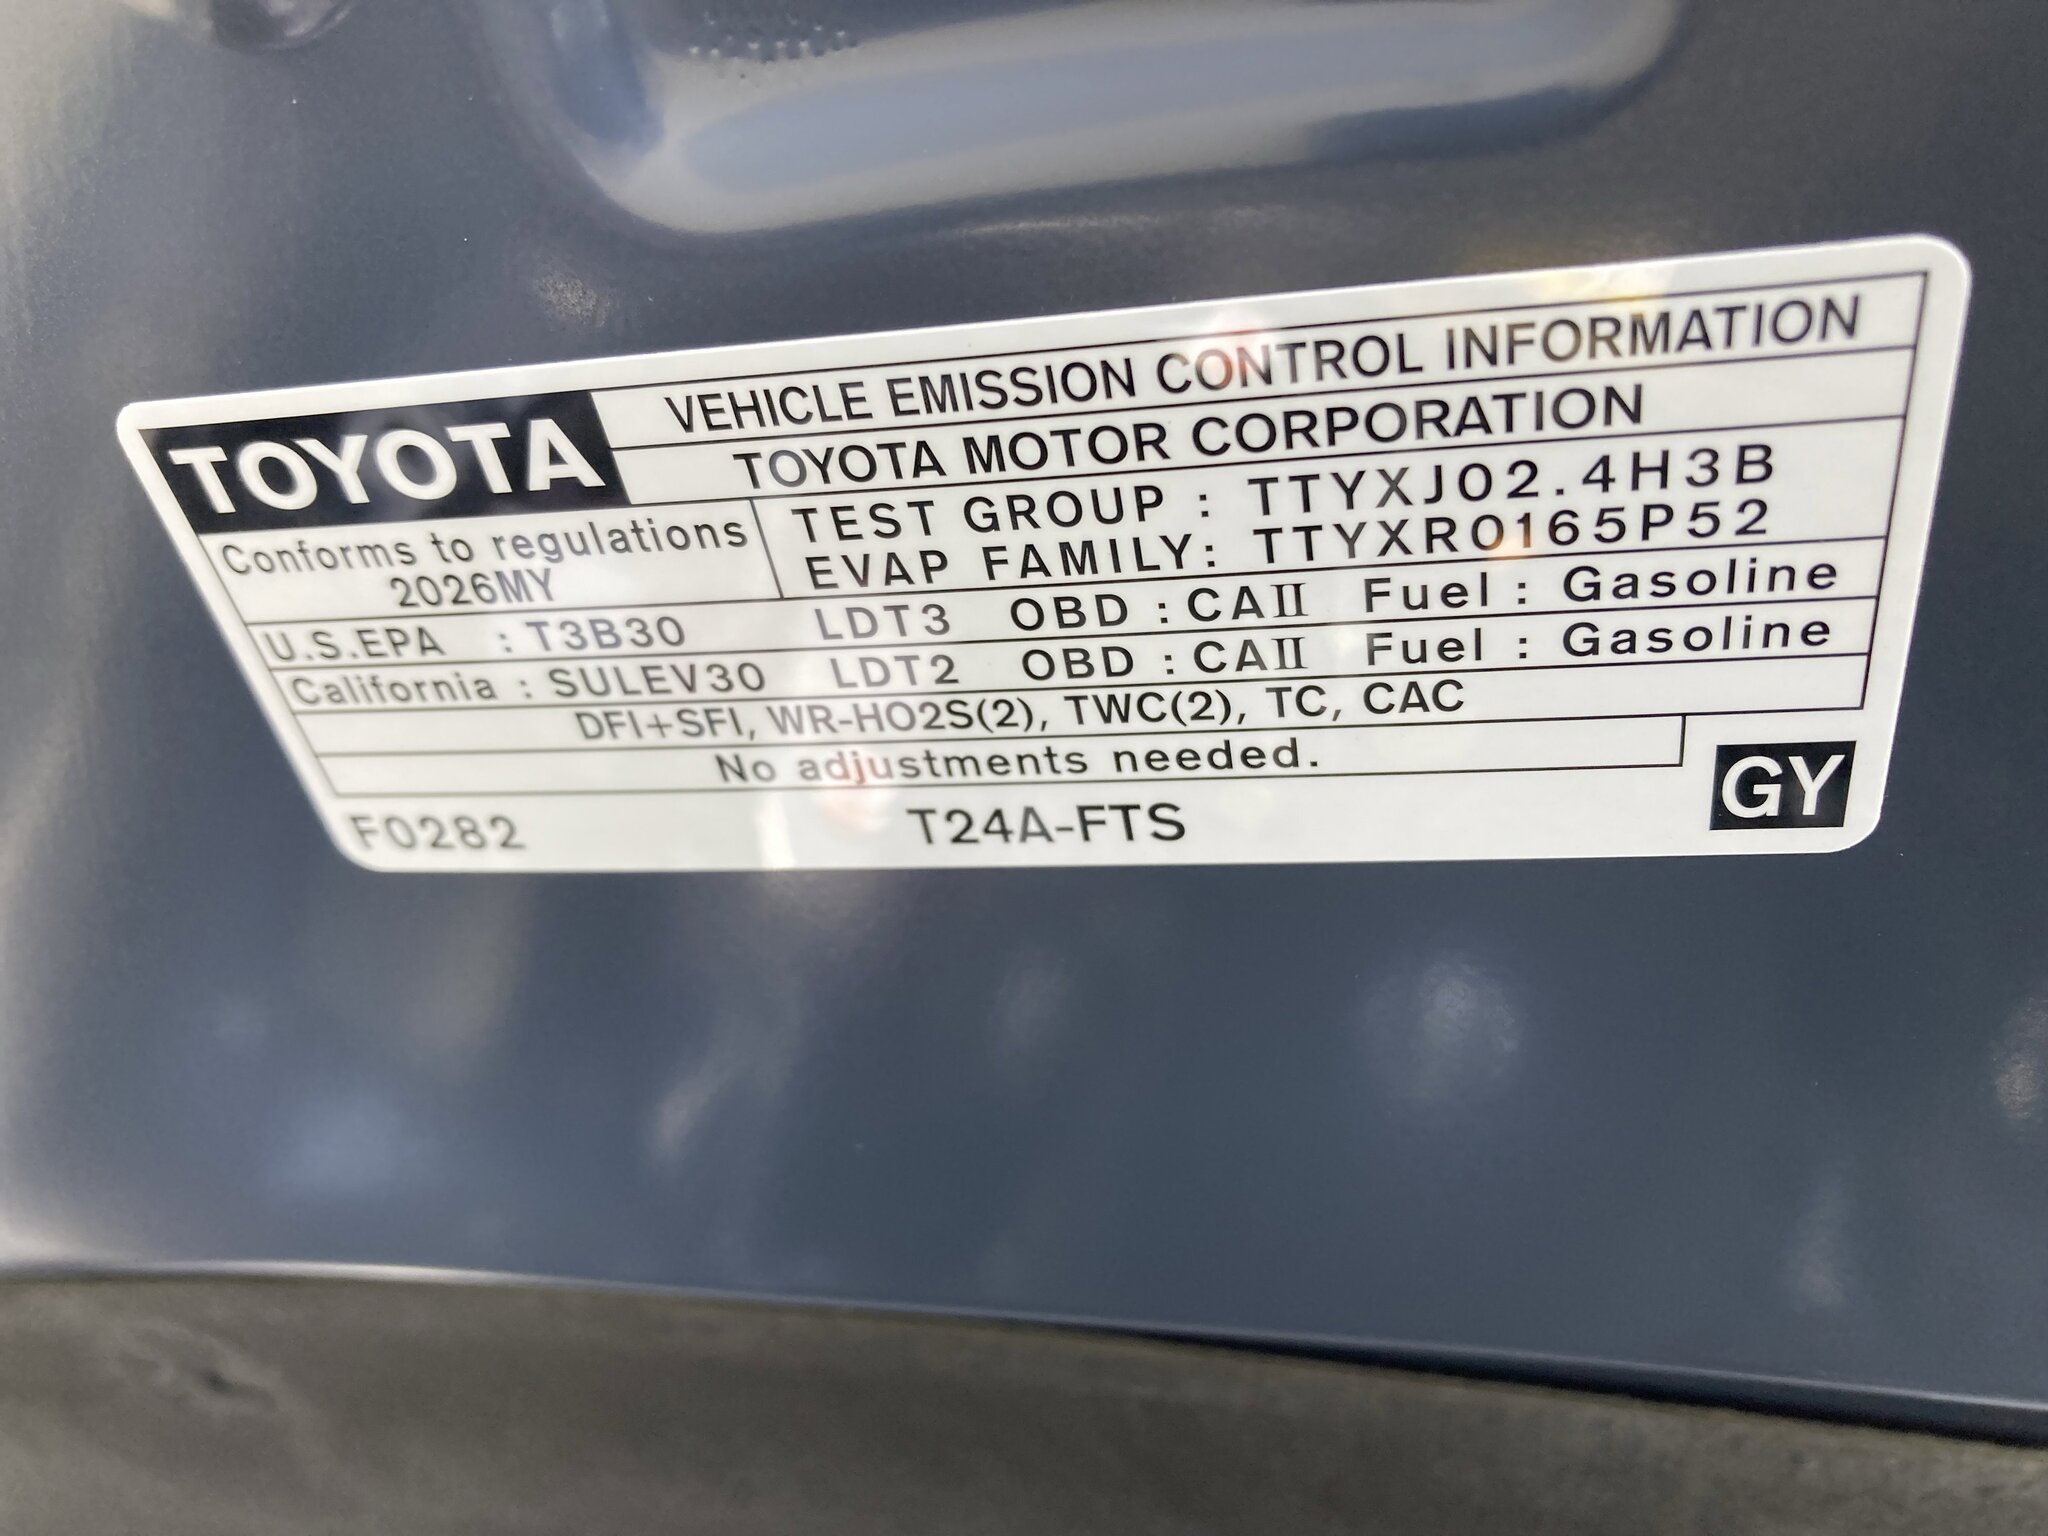 TOYOTA
VEHICLE EMISSION CONTROL INFORMATION
TOYOTA MOTOR CORPORATION
Conforms to regulations
2026MY
TEST GROUP : TTYXJ02.4H3B
EVAP FAMILY: TTYXR0165P52
U.S.EPA : T3B30 LDT3 OBD : CAII Fuel : Gasoline
California : SULEV30 LDT2 OBD : CAII Fuel : Gasoline
DFI+SFI, WR-HO2S(2), TWC(2), TC, CAC
No adjustments needed.
F0282 T24A-FTS GY